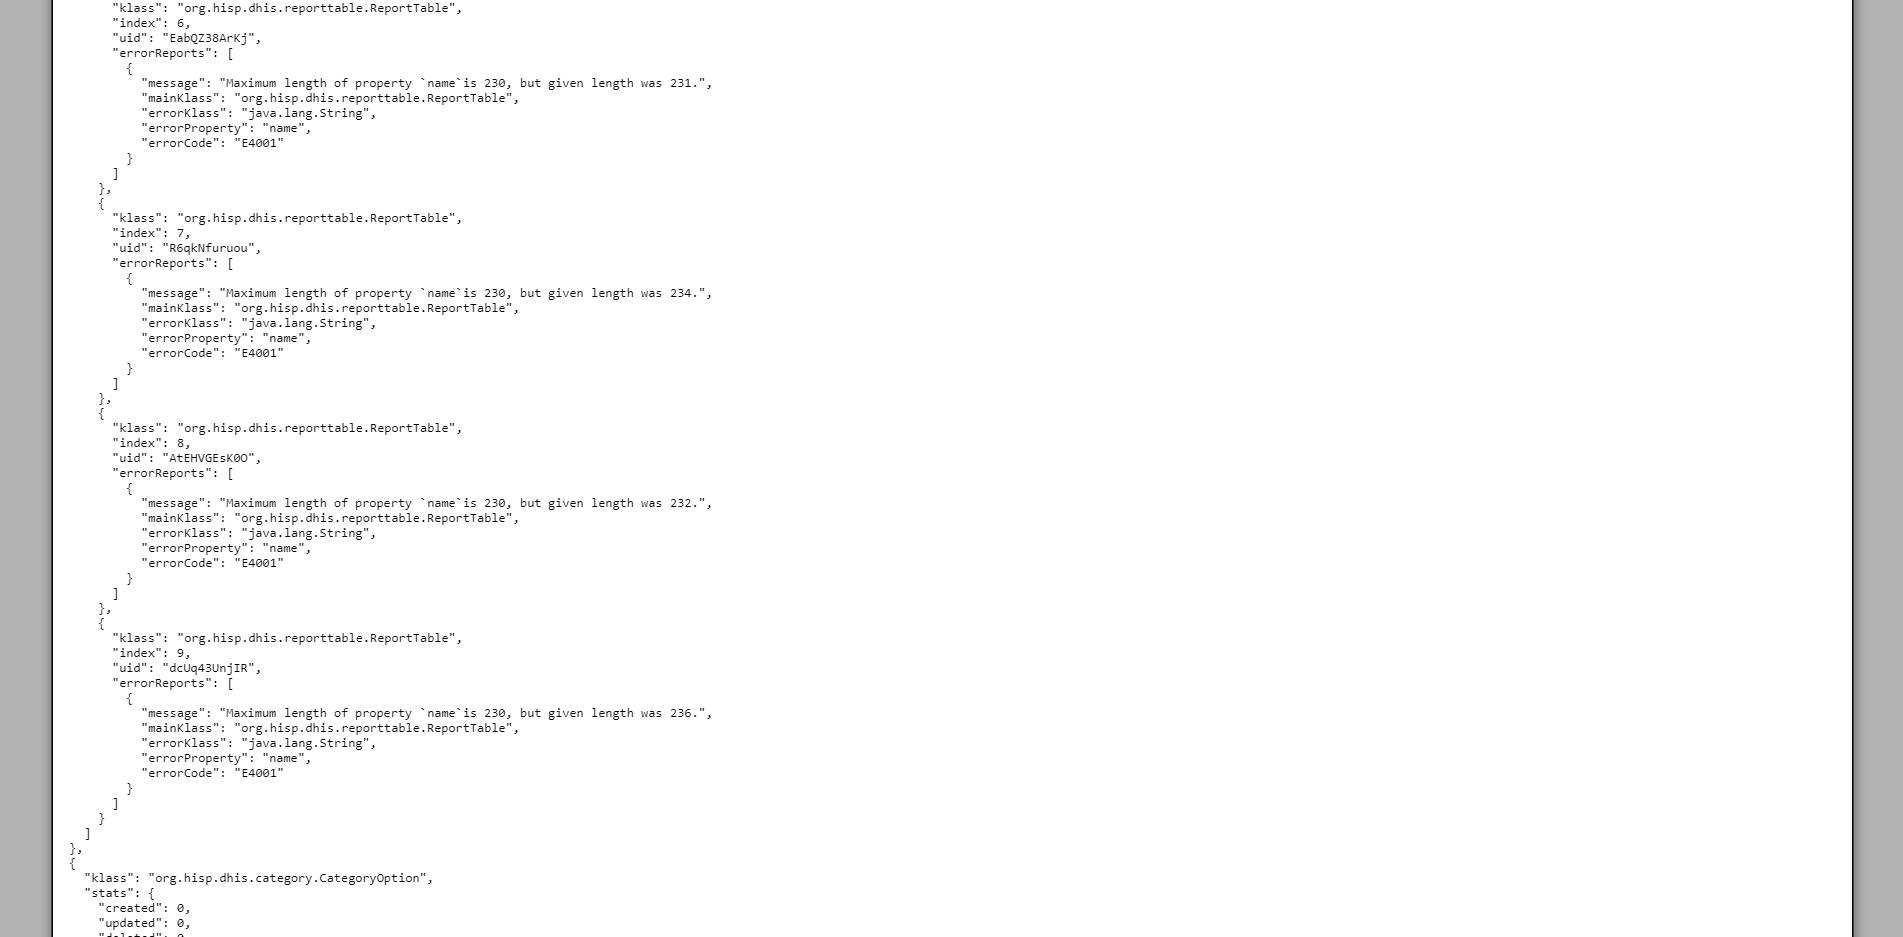 "klass": "org.hisp.dhis.reporttable.ReportTable",
"index": 6,
"uid": "EabQZ38ArKj",
"errorReports": [
{
"message": "Maximum length of property `name`is 230, but given length was 231.",
"mainKlass": "org.hisp.dhis.reporttable.ReportTable",
"errorKlass": "java.lang.String",
"errorProperty": "name",
"errorCode": "E4001"
}
]
},
{
"klass": "org.hisp.dhis.reporttable.ReportTable",
"index": 7,
"uid": "R6qkNfuruou",
"errorReports": [
{
"message": "Maximum length of property `name`is 230, but given length was 234.",
"mainKlass": "org.hisp.dhis.reporttable.ReportTable",
"errorKlass": "java.lang.String",
"errorProperty": "name",
"errorCode": "E4001"
}
]
},
{
"klass": "org.hisp.dhis.reporttable.ReportTable",
"index": 8,
"uid": "AtEHVGEsK0O",
"errorReports": [
{
"message": "Maximum length of property `name`is 230, but given length was 232.",
"mainKlass": "org.hisp.dhis.reporttable.ReportTable",
"errorKlass": "java.lang.String",
"errorProperty": "name",
"errorCode": "E4001"
}
]
},
{
"klass": "org.hisp.dhis.reporttable.ReportTable",
"index": 9,
"uid": "dcUq43UnjIR",
"errorReports": [
{
"message": "Maximum length of property `name`is 230, but given length was 236.",
"mainKlass": "org.hisp.dhis.reporttable.ReportTable",
"errorKlass": "java.lang.String",
"errorProperty": "name",
"errorCode": "E4001"
}
]
}
]
},
{
"klass": "org.hisp.dhis.category.CategoryOption",
"stats": {
"created": 0,
"updated": 0,